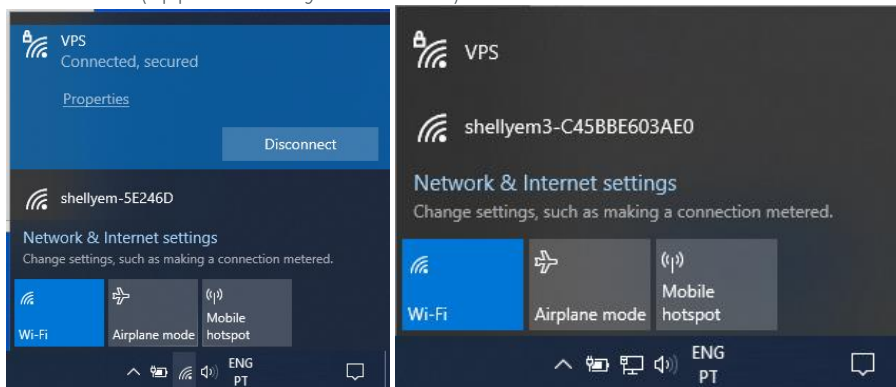 VPS
Connected, secured
Properties
Disconnect
shellyem-5E246D
Network & Internet settings
Change settings, such as making a connection metered.
Wi-Fi
Airplane mode
Mobile
hotspot
ENG
PT
VPS
shellyem3-C45BBE603AE0
Network & Internet settings
Change settings, such as making a connection metered.
Wi-Fi
Airplane mode
Mobile
hotspot
ENG
PT